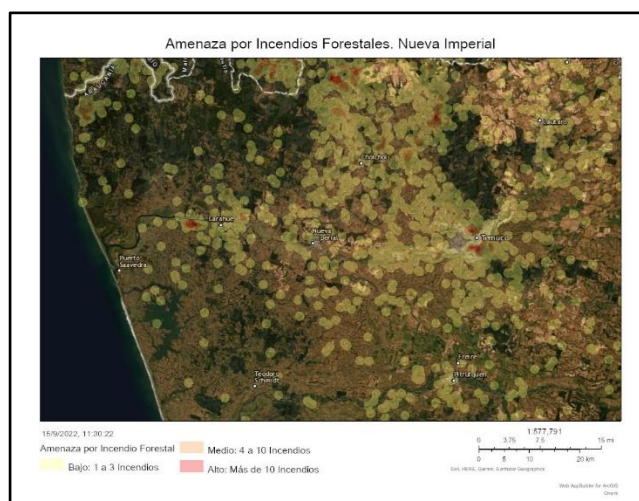 Amenaza por Incendios Forestales. Nueva Imperial
Lautaro
Cholchol
Carahue
Nueva
Imperial
Temuco
Puerto
Saavedra
Freire
Pitrufquen
Teodoro
Schmidt
15/9/2022, 11:30:22
1:577,791
Amenaza por Incendio Forestal
Medio: 4 a 10 Incendios
0 3.75 7.5 15 mi
Bajo: 1 a 3 Incendios
Alto: Más de 10 Incendios
0 10 20 km
Esri, HERE, Garmin, Earthstar Geographics
Web AppBuilder for ArcGIS